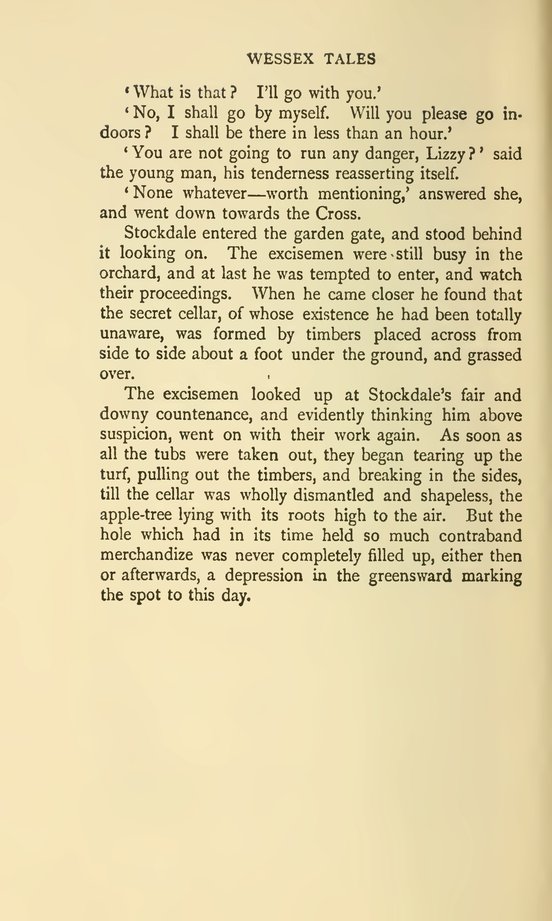 WESSEX TALES
‘What is that? I’ll go with you.’
‘No, I shall go by myself. Will you please go in-
doors? I shall be there in less than an hour.’
‘You are not going to run any danger, Lizzy?’ said
the young man, his tenderness reasserting itself.
‘None whatever—worth mentioning,’ answered she,
and went down towards the Cross.
Stockdale entered the garden gate, and stood behind
it looking on. The excisemen were still busy in the
orchard, and at last he was tempted to enter, and watch
their proceedings. When he came closer he found that
the secret cellar, of whose existence he had been totally
unaware, was formed by timbers placed across from
side to side about a foot under the ground, and grassed
over.
The excisemen looked up at Stockdale’s fair and
downy countenance, and evidently thinking him above
suspicion, went on with their work again. As soon as
all the tubs were taken out, they began tearing up the
turf, pulling out the timbers, and breaking in the sides,
till the cellar was wholly dismantled and shapeless, the
apple-tree lying with its roots high to the air. But the
hole which had in its time held so much contraband
merchandize was never completely filled up, either then
or afterwards, a depression in the greensward marking
the spot to this day.